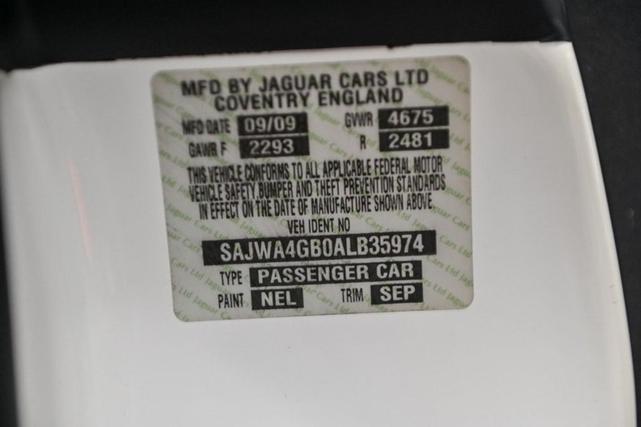 MFD BY JAGUAR CARS LTD
COVENTRY ENGLAND
MFD DATE 09/09 GVWR 4675
GAWR F 2293 R 2481
THIS VEHICLE CONFORMS TO ALL APPLICABLE FEDERAL MOTOR
VEHICLE SAFETY, BUMPER AND THEFT PREVENTION STANDARDS
IN EFFECT ON THE DATE OF MANUFACTURE SHOWN ABOVE.
VEH IDENT NO
SAJWA4GB0ALB35974
TYPE PASSENGER CAR
PAINT NEL TRIM SEP